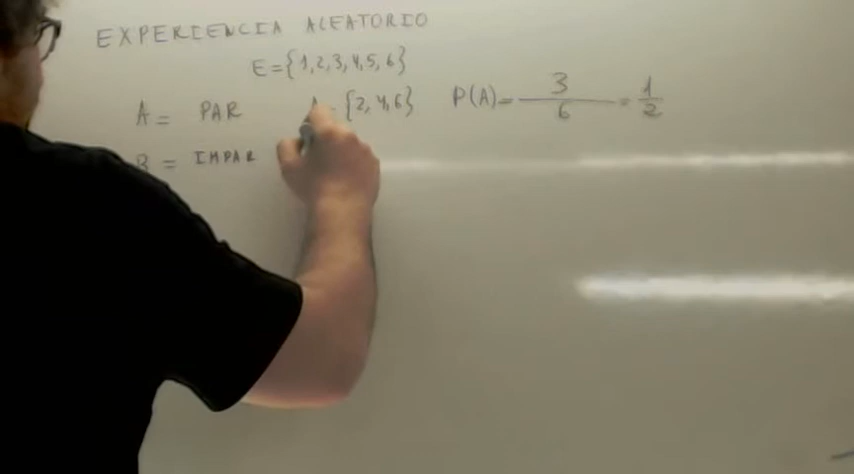 EXPERIENCIA ALEATORIO
E={1,2,3,4,5,6}
A= PAR A={2,4,6} P(A)=3/6=1/2
B = IMPAR